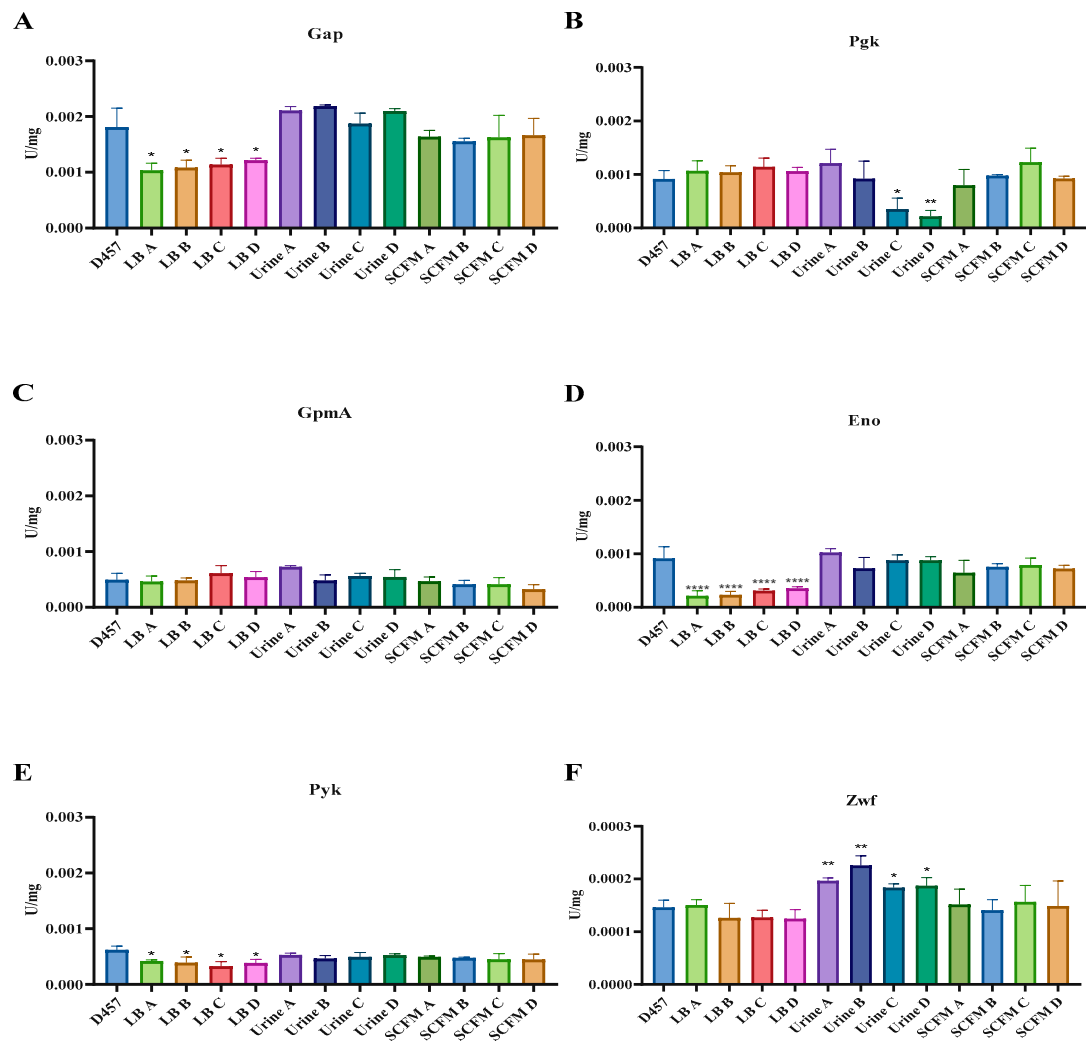 A
Gap
0.003
0.002
0.001
0.000
U/mg
* * * *
D457 LB A LB B LB C LB D Urine A Urine B Urine C Urine D SCFM A SCFM B SCFM C SCFM D
B
Pgk
0.003
0.002
0.001
0.000
U/mg
* **
D457 LB A LB B LB C LB D Urine A Urine B Urine C Urine D SCFM A SCFM B SCFM C SCFM D
C
GpmA
0.003
0.002
0.001
0.000
U/mg
D457 LB A LB B LB C LB D Urine A Urine B Urine C Urine D SCFM A SCFM B SCFM C SCFM D
D
Eno
0.003
0.002
0.001
0.000
U/mg
**** **** **** ****
D457 LB A LB B LB C LB D Urine A Urine B Urine C Urine D SCFM A SCFM B SCFM C SCFM D
E
Pyk
0.003
0.002
0.001
0.000
U/mg
* * * *
D457 LB A LB B LB C LB D Urine A Urine B Urine C Urine D SCFM A SCFM B SCFM C SCFM D
F
Zwf
0.0003
0.0002
0.0001
0.0000
U/mg
** ** * *
D457 LB A LB B LB C LB D Urine A Urine B Urine C Urine D SCFM A SCFM B SCFM C SCFM D